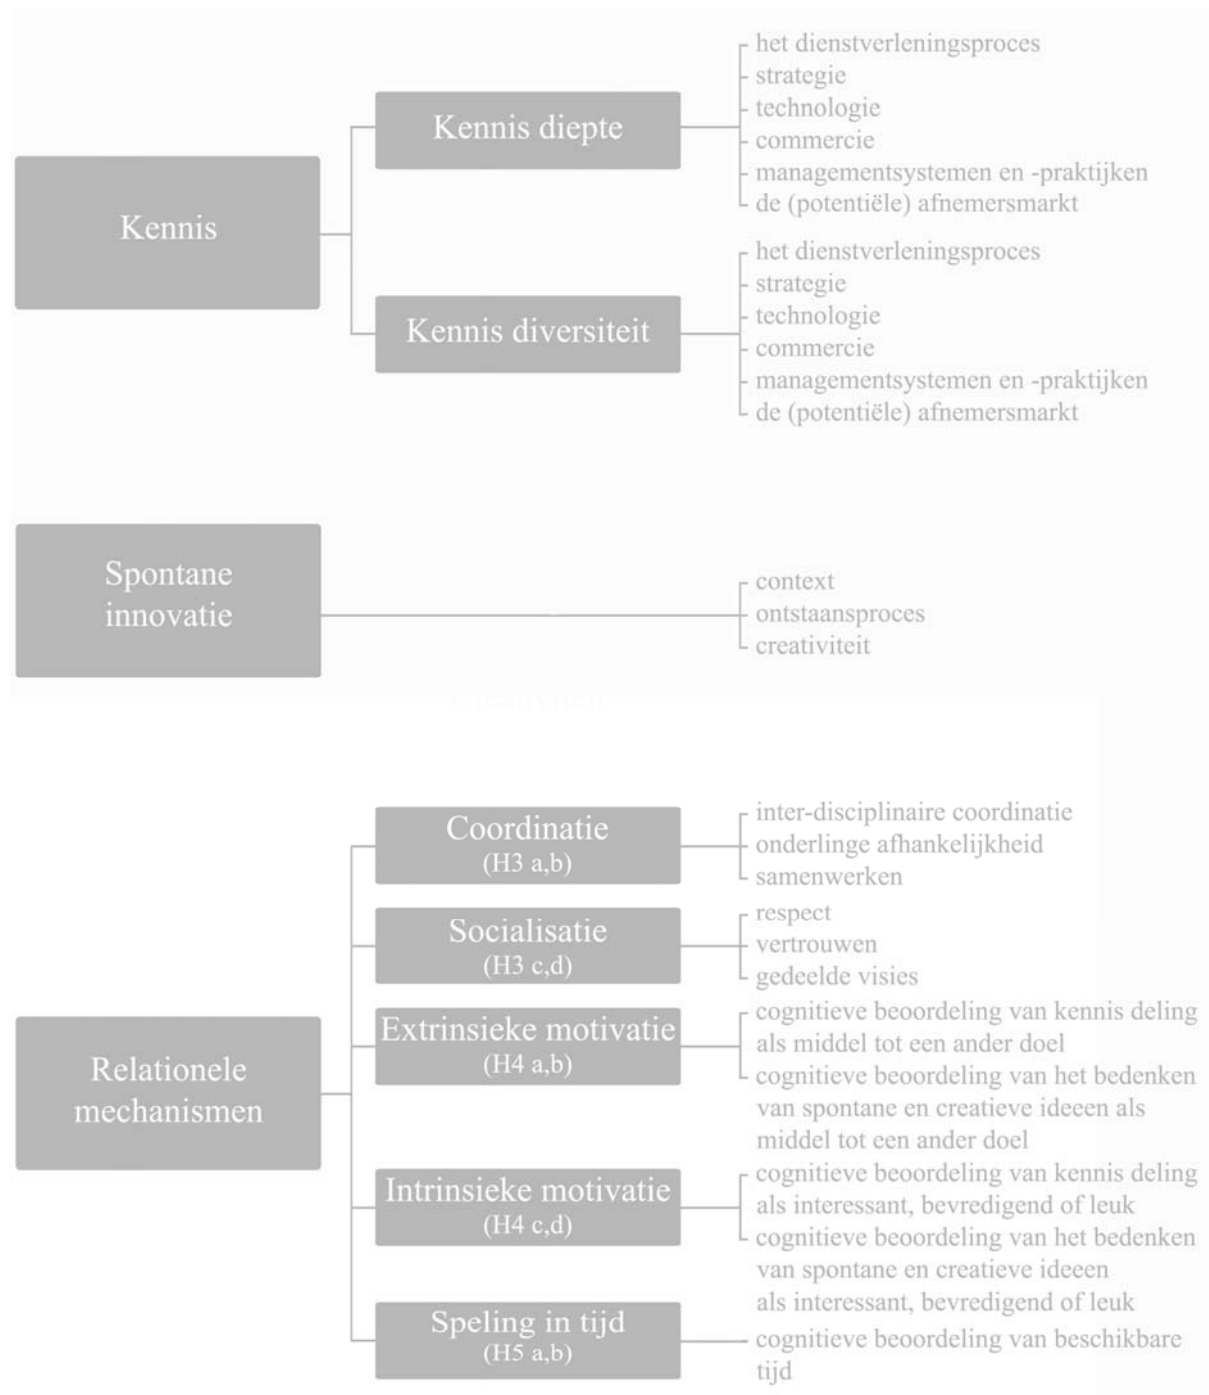 Kennis
Kennis diepte
het dienstverleningsproces
strategie
technologie
commercie
managementsystemen en -praktijken
de (potentiële) afnemersmarkt
Kennis diversiteit
het dienstverleningsproces
strategie
technologie
commercie
managementsystemen en -praktijken
de (potentiële) afnemersmarkt
Spontane
innovatie
context
ontstaansproces
creativiteit
Relationele
mechanismen
Coordinatie
(H3 a,b)
inter-disciplinaire coordinatie
onderlinge afhankelijkheid
samenwerken
Socialisatie
(H3 c,d)
respect
vertrouwen
gedeelde visies
Extrinsieke motivatie
(H4 a,b)
cognitieve beoordeling van kennis deling
als middel tot een ander doel
cognitieve beoordeling van het bedenken
van spontane en creatieve ideeen als
middel tot een ander doel
Intrinsieke motivatie
(H4 c,d)
cognitieve beoordeling van kennis deling
als interessant, bevredigend of leuk
cognitieve beoordeling van het bedenken
van spontane en creatieve ideeen
als interessant, bevredigend of leuk
Speling in tijd
(H5 a,b)
cognitieve beoordeling van beschikbare
tijd